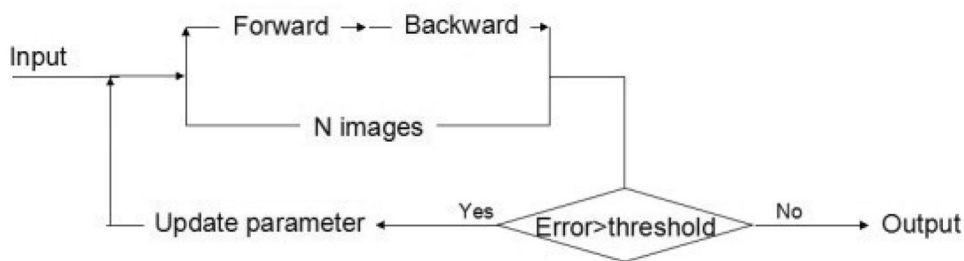 Forward
Backward
Input
N images
Update parameter
Yes
Error>threshold
No
Output